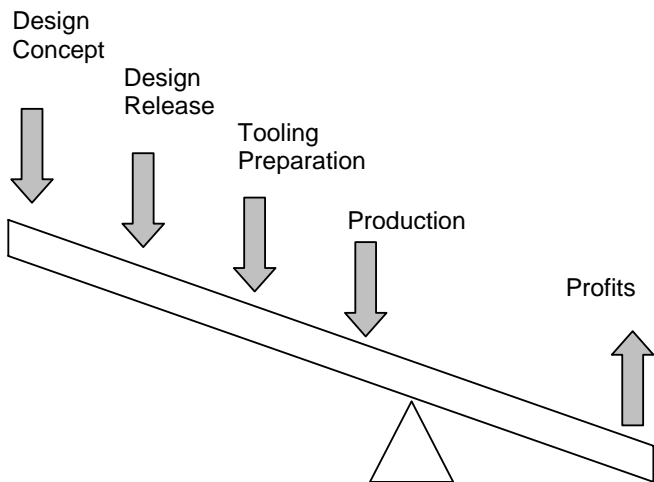 Design
Concept
Design
Release
Tooling
Preparation
Production
Profits